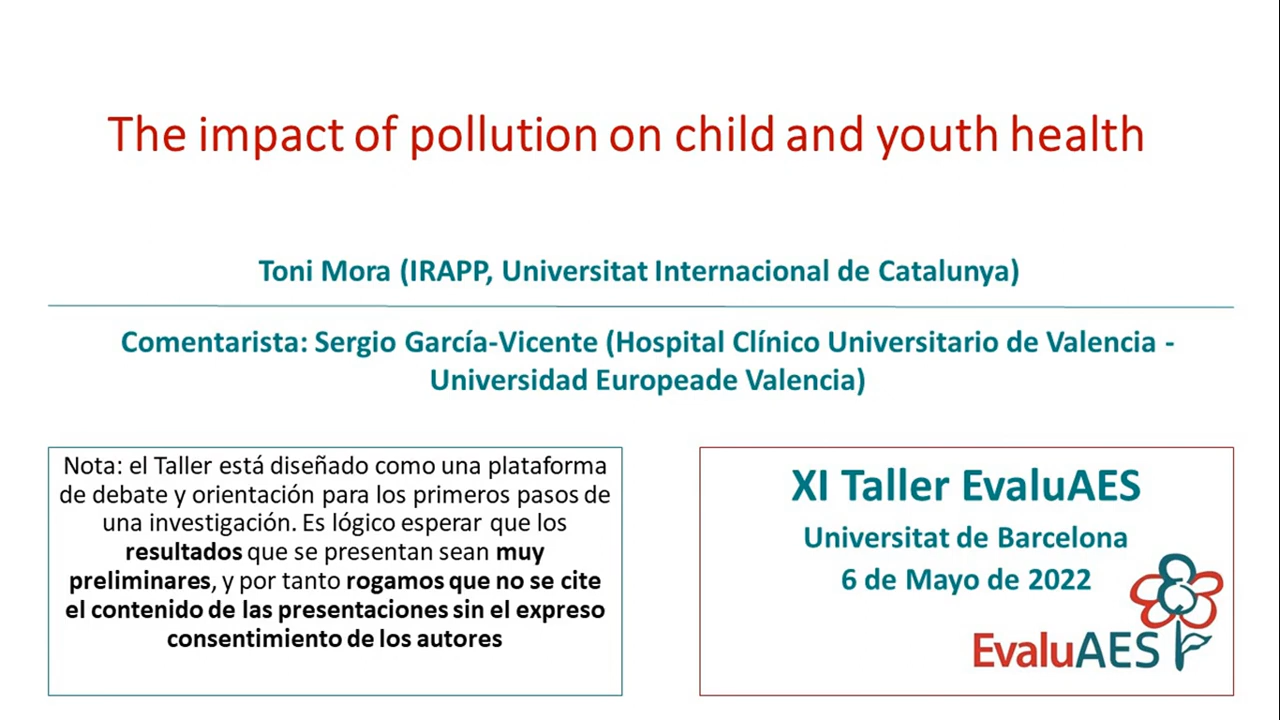 The impact of pollution on child and youth health
Toni Mora (IRAPP, Universitat Internacional de Catalunya)
Comentarista: Sergio García-Vicente (Hospital Clínico Universitario de Valencia -
Universidad Europeade Valencia)
Nota: el Taller está diseñado como una plataforma
de debate y orientación para los primeros pasos de
una investigación. Es lógico esperar que los
resultados que se presentan sean muy
preliminares, y por tanto rogamos que no se cite
el contenido de las presentaciones sin el expreso
consentimiento de los autores
XI Taller EvaluAES
Universitat de Barcelona
6 de Mayo de 2022
EvaluAES